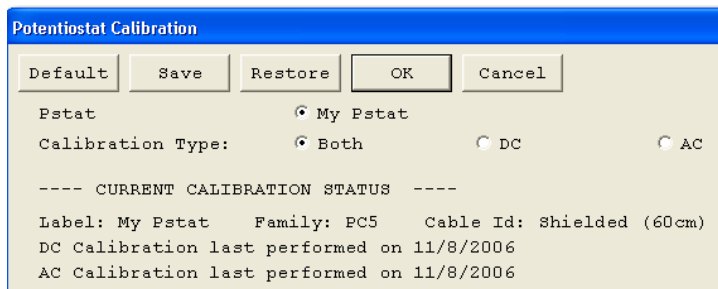 Potentiostat Calibration
Default Save Restore OK Cancel
Pstat My Pstat
Calibration Type: Both DC AC
---- CURRENT CALIBRATION STATUS ----
Label: My Pstat Family: PC5 Cable Id: Shielded (60cm)
DC Calibration last performed on 11/8/2006
AC Calibration last performed on 11/8/2006